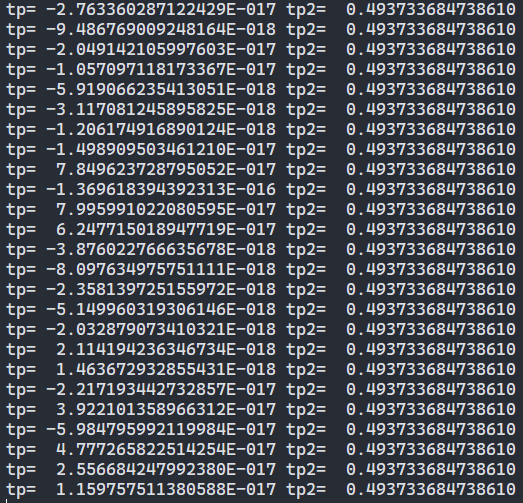 tp= -2.763360287122429E-017 tp2=  0.493733684738610
tp= -9.486769009248164E-018 tp2=  0.493733684738610
tp= -2.049142105997603E-017 tp2=  0.493733684738610
tp= -1.057097118173367E-017 tp2=  0.493733684738610
tp= -5.919066235413051E-018 tp2=  0.493733684738610
tp= -3.117081245895825E-018 tp2=  0.493733684738610
tp= -1.206174916890124E-018 tp2=  0.493733684738610
tp= -1.498909503461210E-017 tp2=  0.493733684738610
tp=  7.849623728795052E-017 tp2=  0.493733684738610
tp= -1.369618394392313E-016 tp2=  0.493733684738610
tp=  7.995991022080595E-017 tp2=  0.493733684738610
tp=  6.247715018947719E-017 tp2=  0.493733684738610
tp= -3.876022766635678E-018 tp2=  0.493733684738610
tp= -8.097634975751111E-018 tp2=  0.493733684738610
tp= -2.358139725155972E-018 tp2=  0.493733684738610
tp= -5.149960319306146E-018 tp2=  0.493733684738610
tp= -2.032879073410321E-018 tp2=  0.493733684738610
tp=  2.114194236346734E-018 tp2=  0.493733684738610
tp=  1.463672932855431E-018 tp2=  0.493733684738610
tp= -2.217193442732857E-017 tp2=  0.493733684738610
tp=  3.922101358966312E-017 tp2=  0.493733684738610
tp= -5.984795992119984E-017 tp2=  0.493733684738610
tp=  4.777265822514254E-017 tp2=  0.493733684738610
tp=  2.556684247992380E-017 tp2=  0.493733684738610
tp=  1.159757511380588E-017 tp2=  0.493733684738610